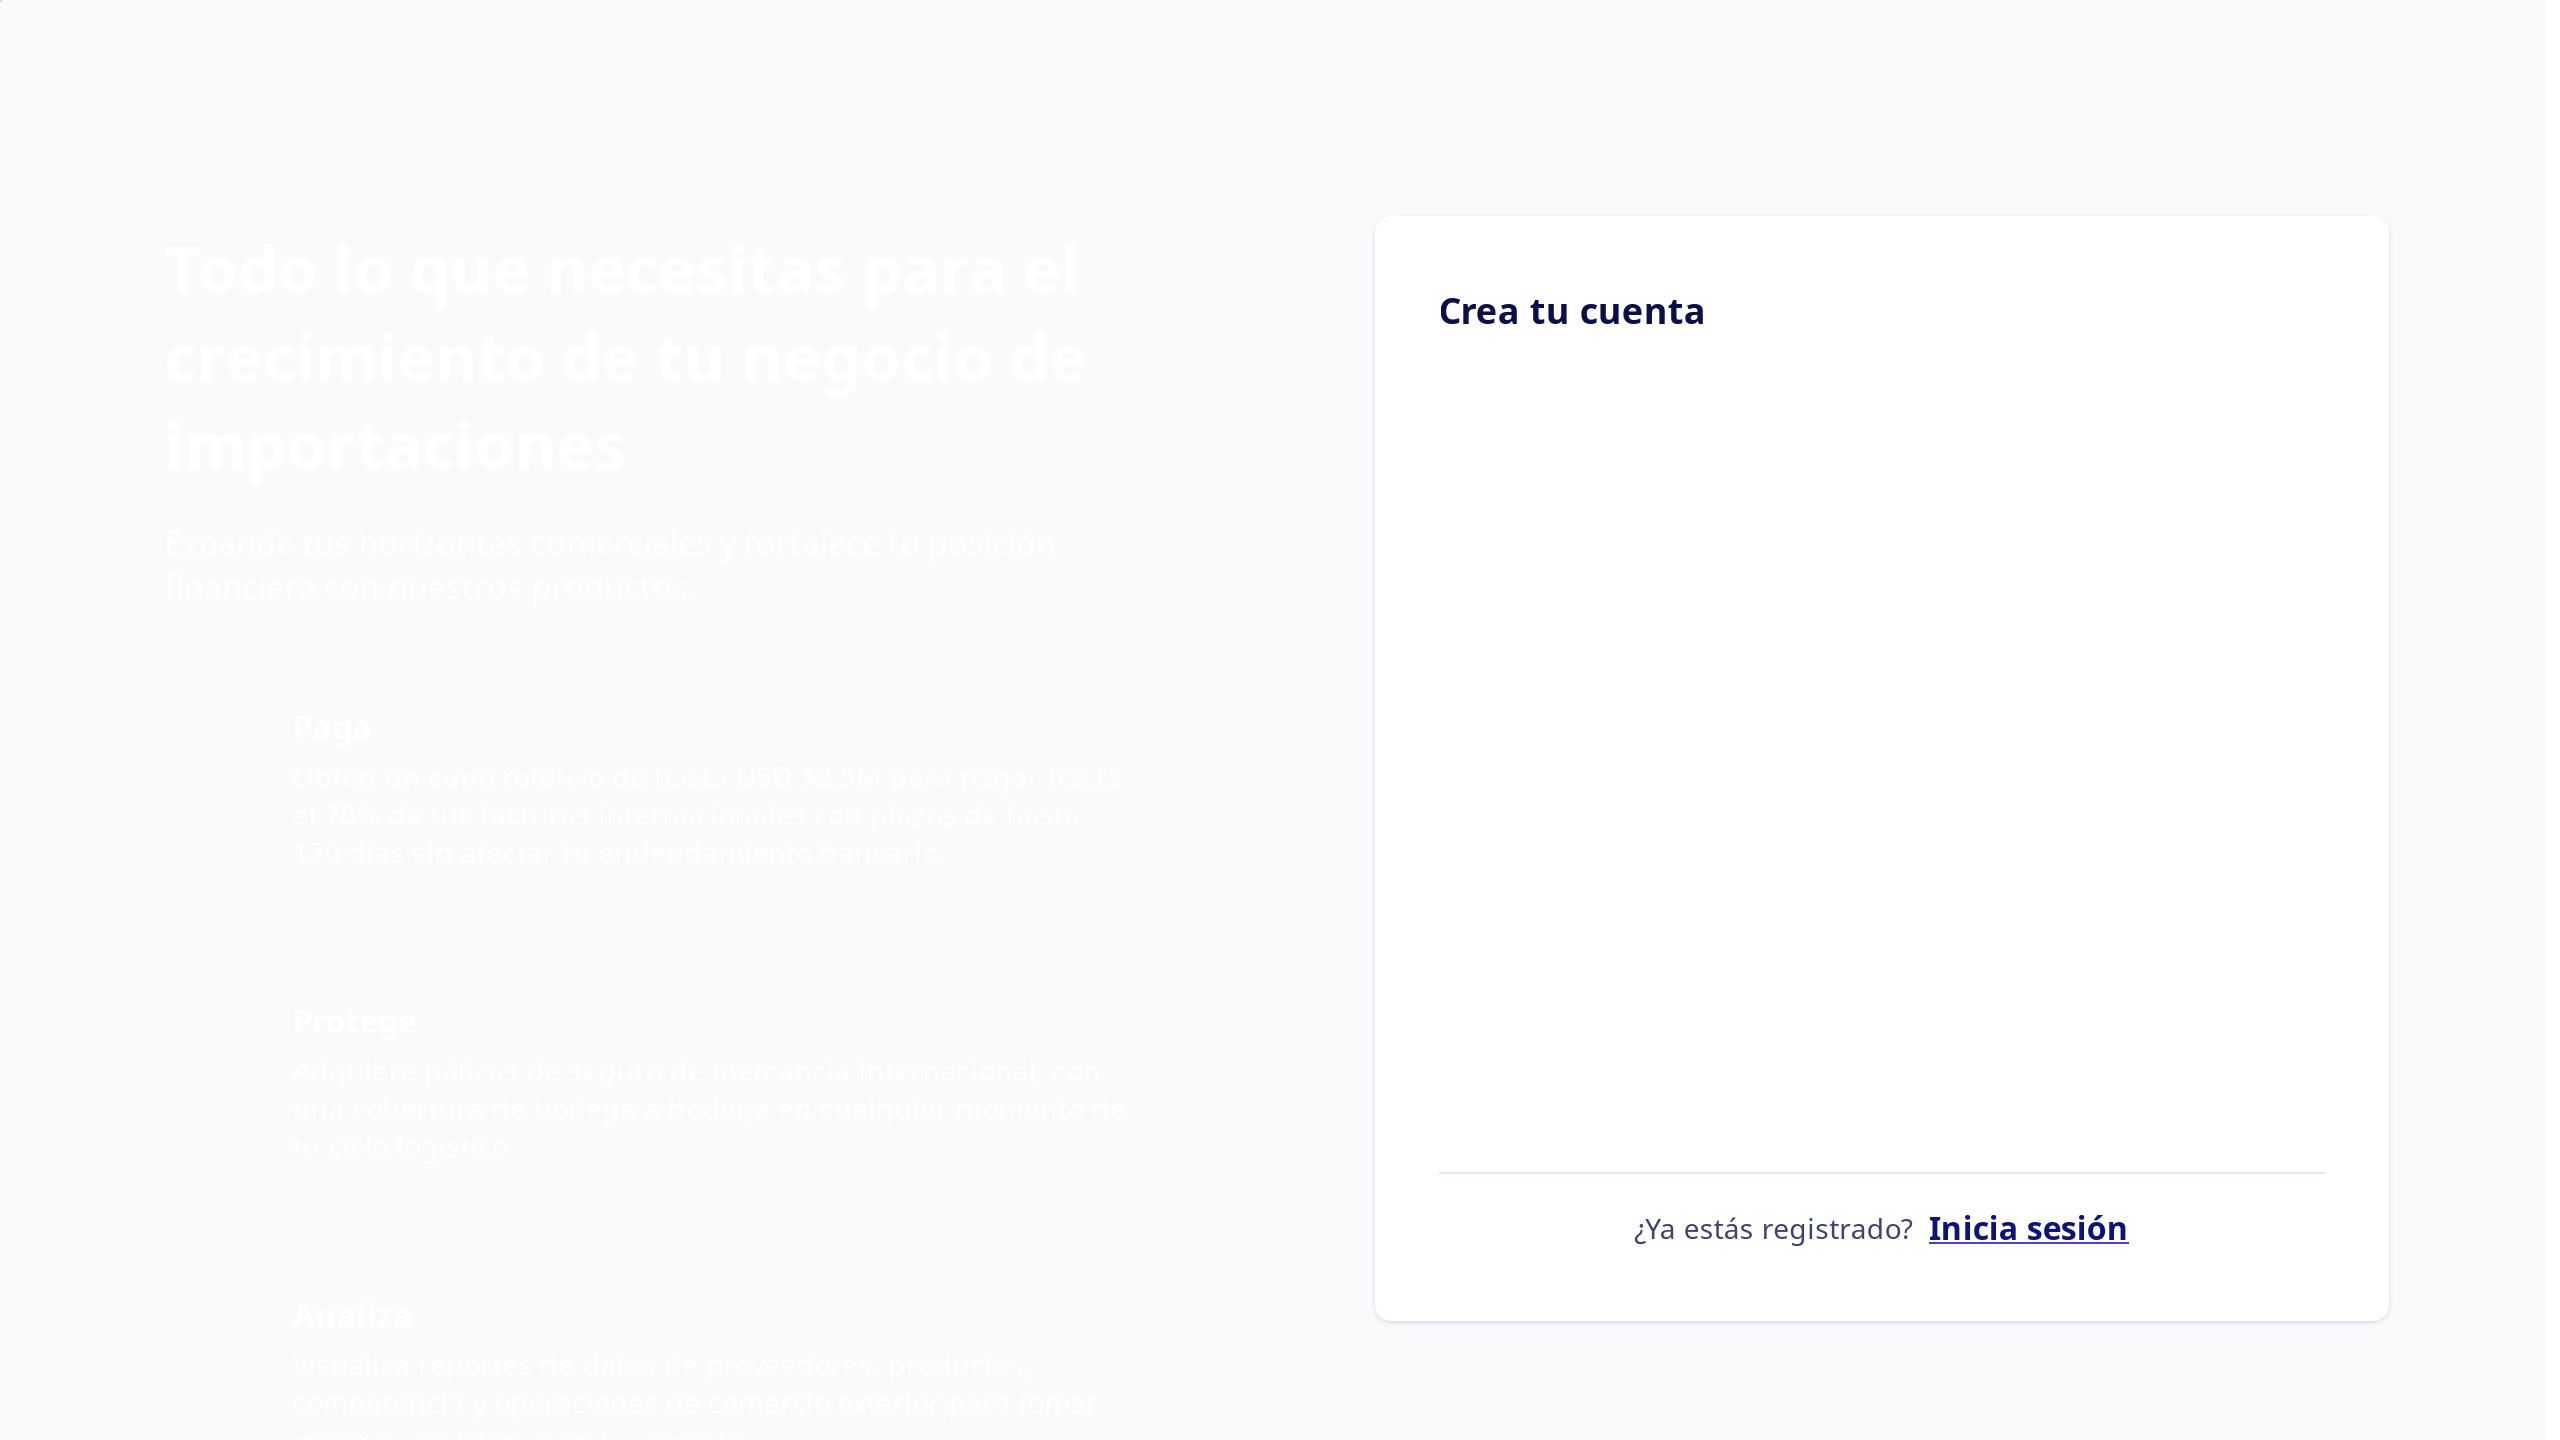 Todo lo que necesitas para el
crecimiento de tu negocio de
importaciones
Expande tus horizontes comerciales y fortalece tu posición
financiera con nuestros productos.
Paga
Obtén un cupo rotativo de hasta USD $2.5M para pagar hasta
el 70% de tus facturas internacionales con plazos de hasta
120 días sin afectar tu endeudamiento bancario.
Protege
Adquiere pólizas de seguro de mercancía internacional, con
una cobertura de bodega a bodega en cualquier momento de
tu ciclo logístico.
Analiza
Visualiza reportes de datos de proveedores, productos,
competencia y operaciones de comercio exterior para tomar
mejores decisiones en tu negocio.
Crea tu cuenta
¿Ya estás registrado? Inicia sesión